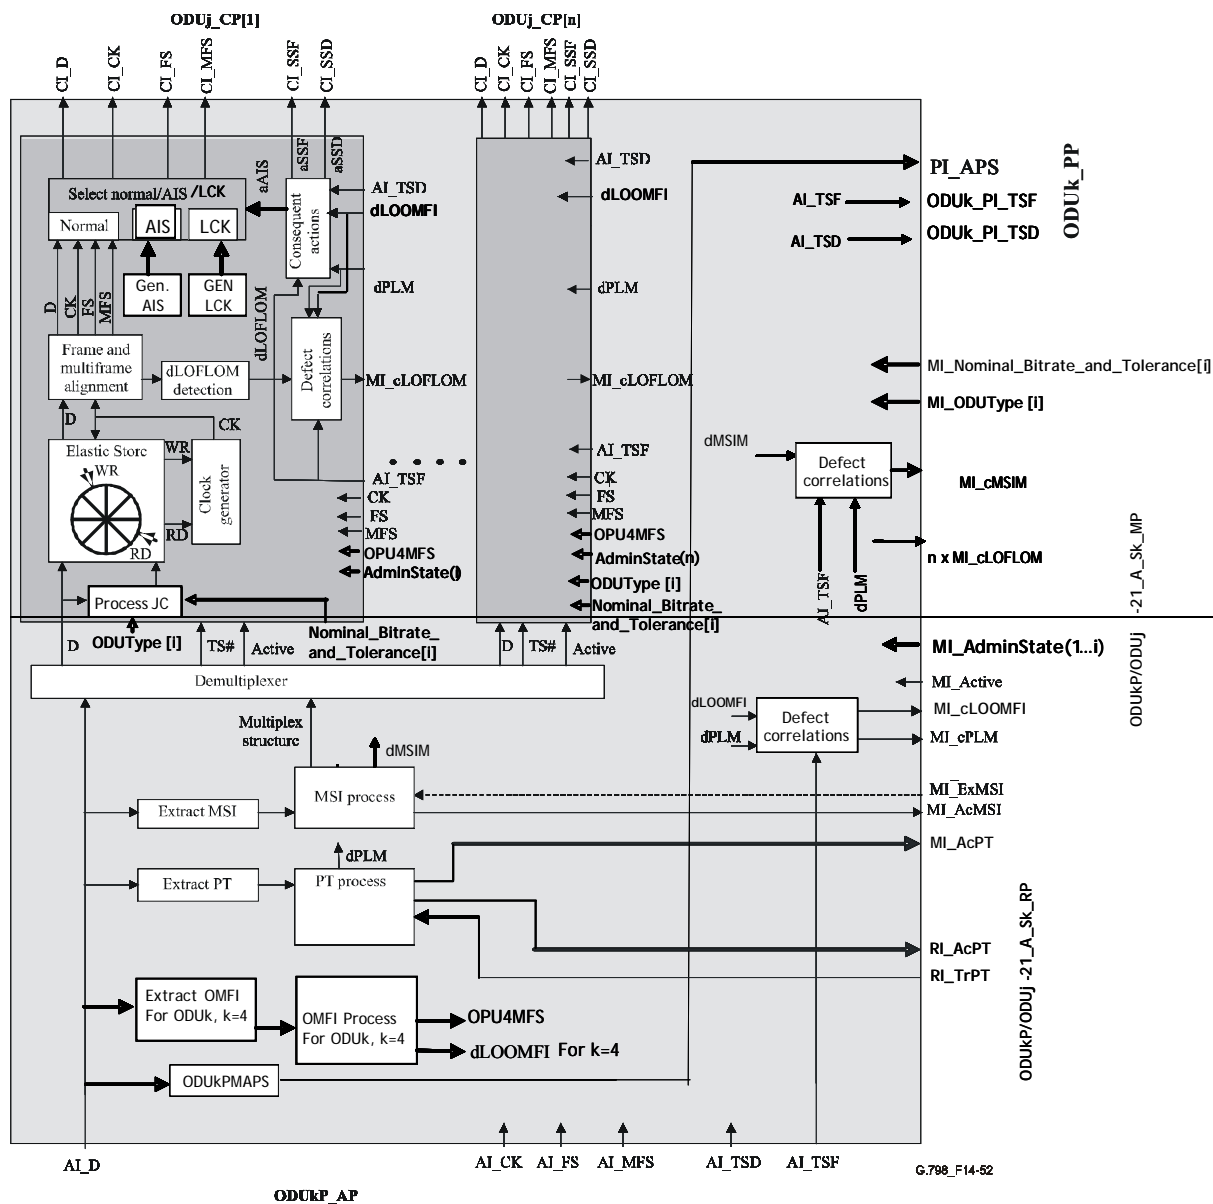 ODUj_CP[1]
ODUj_CP[n]
CI_D
CI_CK
CI_FS
CI_MFS
CI_SSF
CI_SSD
CI_D
CI_CK
CI_FS
CI_MFS
CI_SSF
CI_SSD
ODUk_PP
aAIS
aSSF
aSSD
Select normal/AIS/LCK
Normal
AIS
LCK
Consequent actions
AI_TSD
dLOOMFI
dPLM
AI_TSD
dLOOMFI
dPLM
PI_APS
AI_TSF
ODUk_PI_TSF
AI_TSD
ODUk_PI_TSD
Gen.
AIS
GEN
LCK
D
CK
FS
MFS
dLOFLOM
Frame and
multiframe
alignment
dLOFLOM
detection
Defect
correlations
MI_cLOFLOM
MI_cLOFLOM
MI_Nominal_Bitrate_and_Tolerance[i]
MI_ODUType [i]
D
CK
Elastic Store
WR
WR
RD
RD
Clock
generator
AI_TSF
CK
FS
MFS
OPU4MFS
AdminState(l)
AI_TSF
CK
FS
MFS
OPU4MFS
AdminState(n)
ODUType [i]
Nominal_Bitrate_
and_Tolerance[i]
dMSIM
Defect
correlations
MI_cMSIM
n x MI_cLOFLOM
AI_TSF
dPLM
-21_A_Sk_MP
Process JC
D
ODUType [i]
TS#
Active
Nominal_Bitrate_
and_Tolerance[i]
D
TS#
Active
MI_AdminState(1...i)
ODUkP/ODUj
Demultiplexer
MI_Active
Multiplex
structure
dMSIM
dLOOMFI
dPLM
Defect
correlations
MI_cLOOMFI
MI_cPLM
Extract MSI
MSI process
MI_ExMSI
MI_AcMSI
dPLM
MI_AcPT
Extract PT
PT process
RI_AcPT
RI_TrPT
ODUkP/ODUj -21_A_Sk_RP
Extract OMFI
For ODUk, k=4
OMFI Process
For ODUk, k=4
OPU4MFS
dLOOMFI For k=4
ODUkPMAPS
AI_D
AI_CK
AI_FS
AI_MFS
AI_TSD
AI_TSF
G.798_F14-52
ODUkP_AP